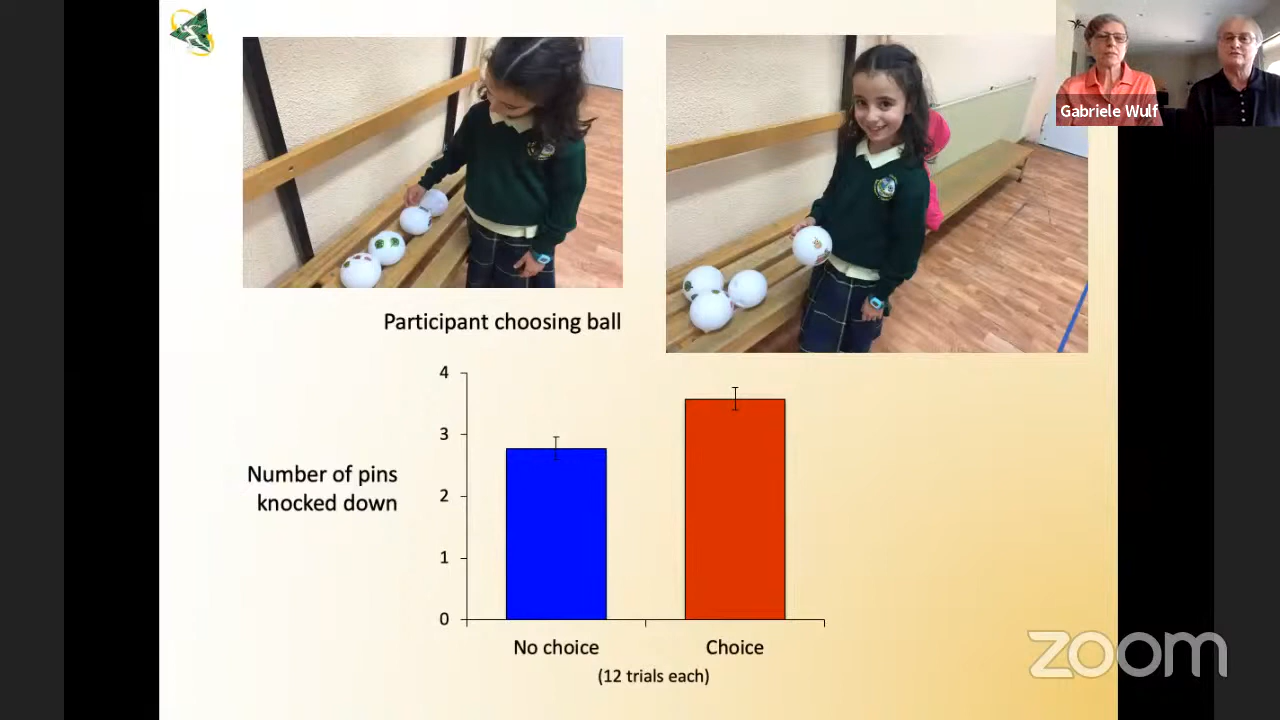 Gabriele Wulf
Participant choosing ball
4
3
2
1
0
Number of pins
knocked down
No choice
Choice
(12 trials each)
zoom